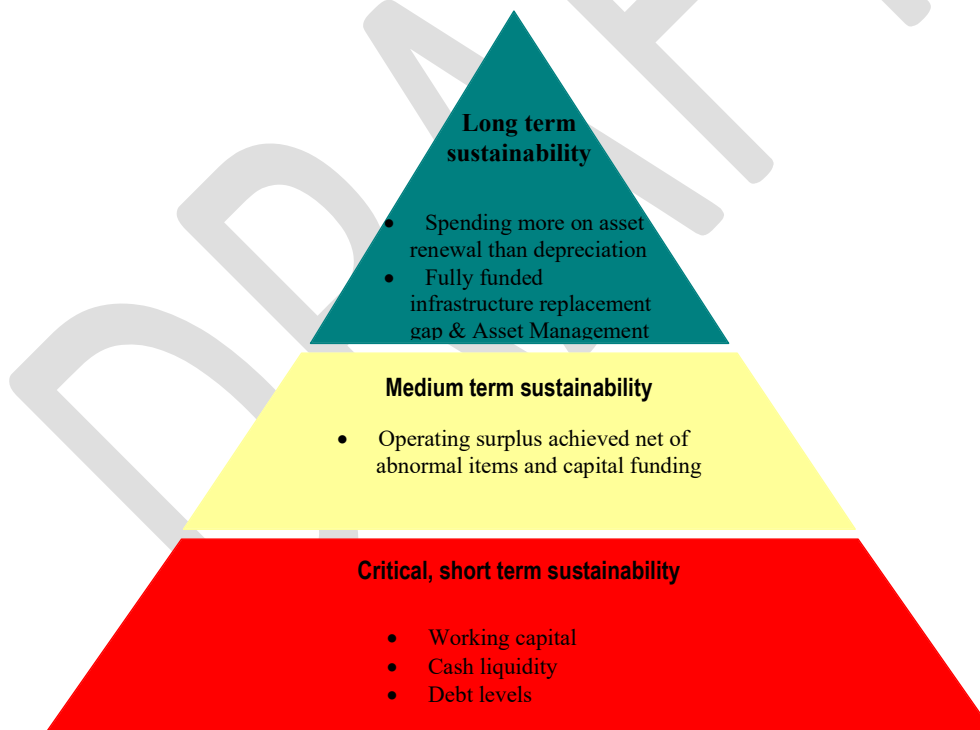 DRAFT
Long term
sustainability
• Spending more on asset
renewal than depreciation
• Fully funded
infrastructure replacement
gap & Asset Management
Medium term sustainability
• Operating surplus achieved net of
abnormal items and capital funding
Critical, short term sustainability
• Working capital
• Cash liquidity
• Debt levels